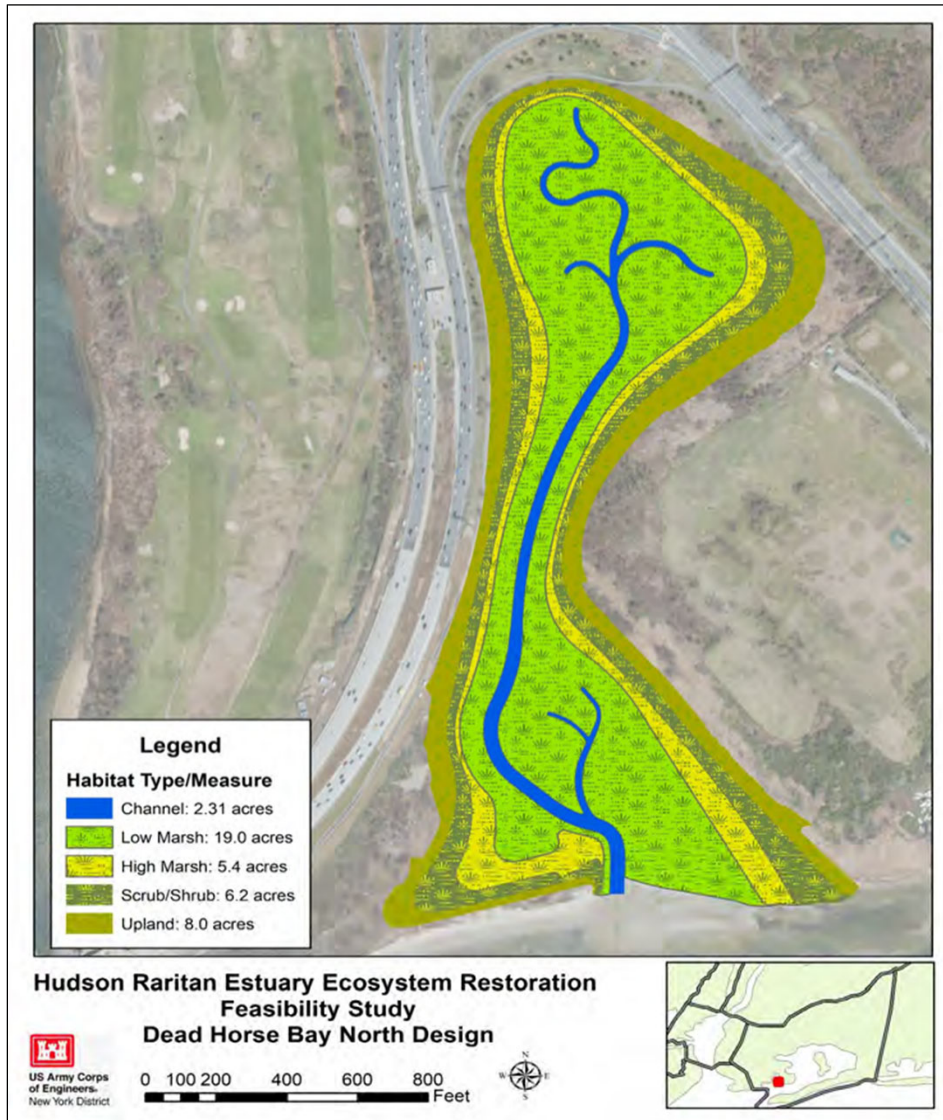 Legend
Habitat Type/Measure
Channel: 2.31 acres
Low Marsh: 19.0 acres
High Marsh: 5.4 acres
Scrub/Shrub: 6.2 acres
Upland: 8.0 acres
Hudson Raritan Estuary Ecosystem Restoration
Feasibility Study
Dead Horse Bay North Design
US Army Corps
of Engineers®
New York District
0 100 200 400 600 800
Feet
N
W E
S